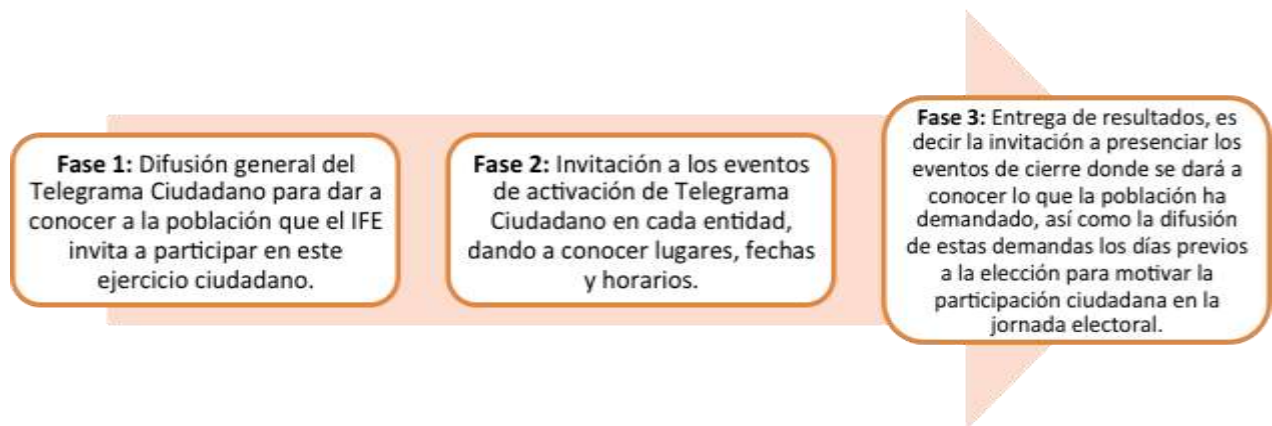 Fase 1: Difusión general del
Telegrama Ciudadano para dar a
conocer a la población que el IFE
invita a participar en este
ejercicio ciudadano.
Fase 2: Invitación a los eventos
de activación de Telegrama
Ciudadano en cada entidad,
dando a conocer lugares, fechas
y horarios.
Fase 3: Entrega de resultados, es
decir la invitación a presenciar los
eventos de cierre donde se dará a
conocer lo que la población ha
demandado, así como la difusión
de estas demandas los días previos
a la elección para motivar la
participación ciudadana en la
jornada electoral.